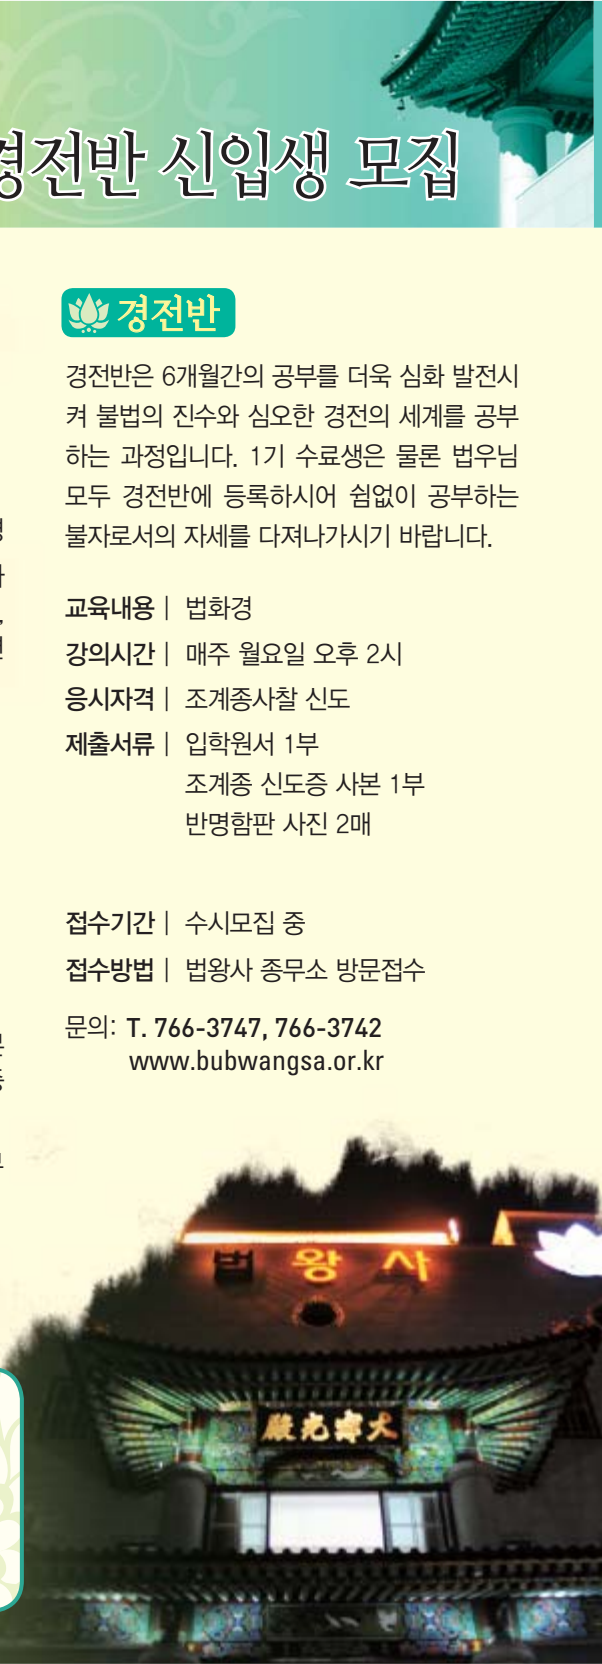 경전반 신입생 모집
경전반
경전반은 6개월간의 공부를 더욱 심화 발전시
켜 불법의 진수와 심오한 경전의 세계를 공부
하는 과정입니다. 1기 수료생은 물론 법우님
모두 경전반에 등록하시어 쉼없이 공부하는
불자로서의 자세를 다져나가시기 바랍니다.
교육내용 | 법화경
강의시간 | 매주 월요일 오후 2시
응시자격 | 조계종사찰 신도
제출서류 | 입학원서 1부
조계종 신도증 사본 1부
반명함판 사진 2매
접수기간 | 수시모집 중
접수방법 | 법왕사 종무소 방문접수
문의: T. 766-3747, 766-3742
www.bubwangsa.or.kr
법왕사
殿光寂大